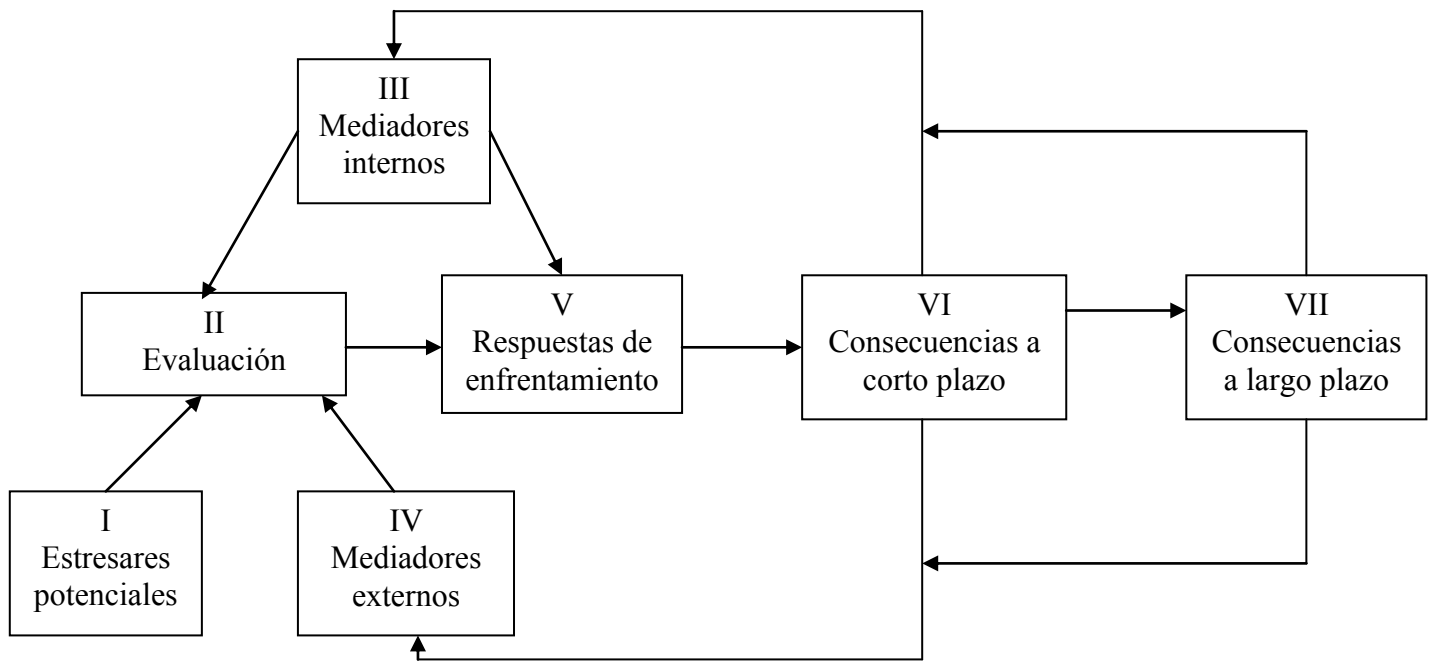 III
Mediadores
internos
II
Evaluación
V
Respuestas de
enfrentamiento
VI
Consecuencias a
corto plazo
VII
Consecuencias
a largo plazo
I
Estresares
potenciales
IV
Mediadores
externos